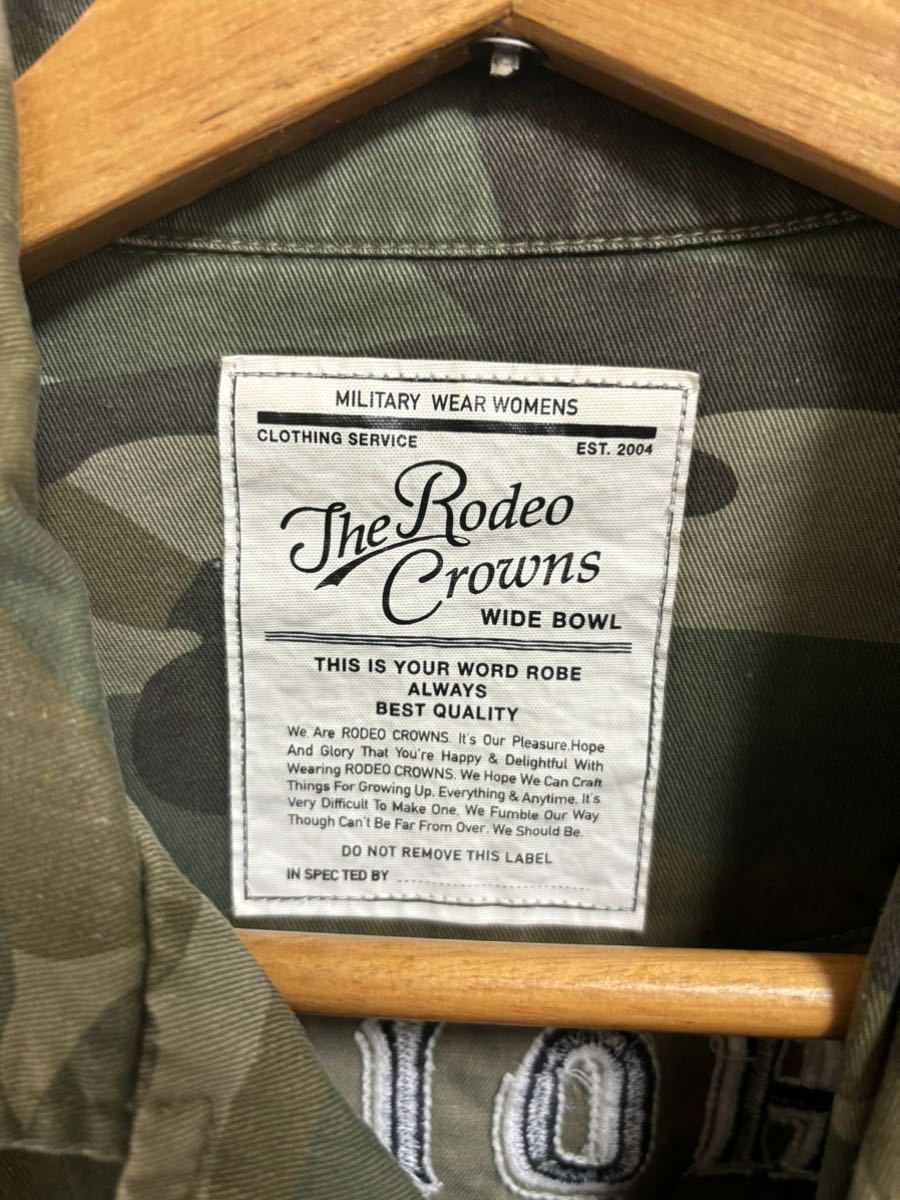 MILITARY WEAR WOMENS
CLOTHING SERVICE
EST. 2004
The Rodeo
Crowns
WIDE BOWL
THIS IS YOUR WORD ROBE
ALWAYS
BEST QUALITY
We Are RODEO CROWNS. It's Our Pleasure.Hope
And Glory That You're Happy & Delightful With
Wearing RODEO CROWNS. We Hope We Can Craft
Things For Growing Up. Everything & Anytime. It's
Very Difficult To Make One. We Fumble Our Way
Though Can't Be Far From Over. We Should Be.
DO NOT REMOVE THIS LABEL
IN SPEC TED BY